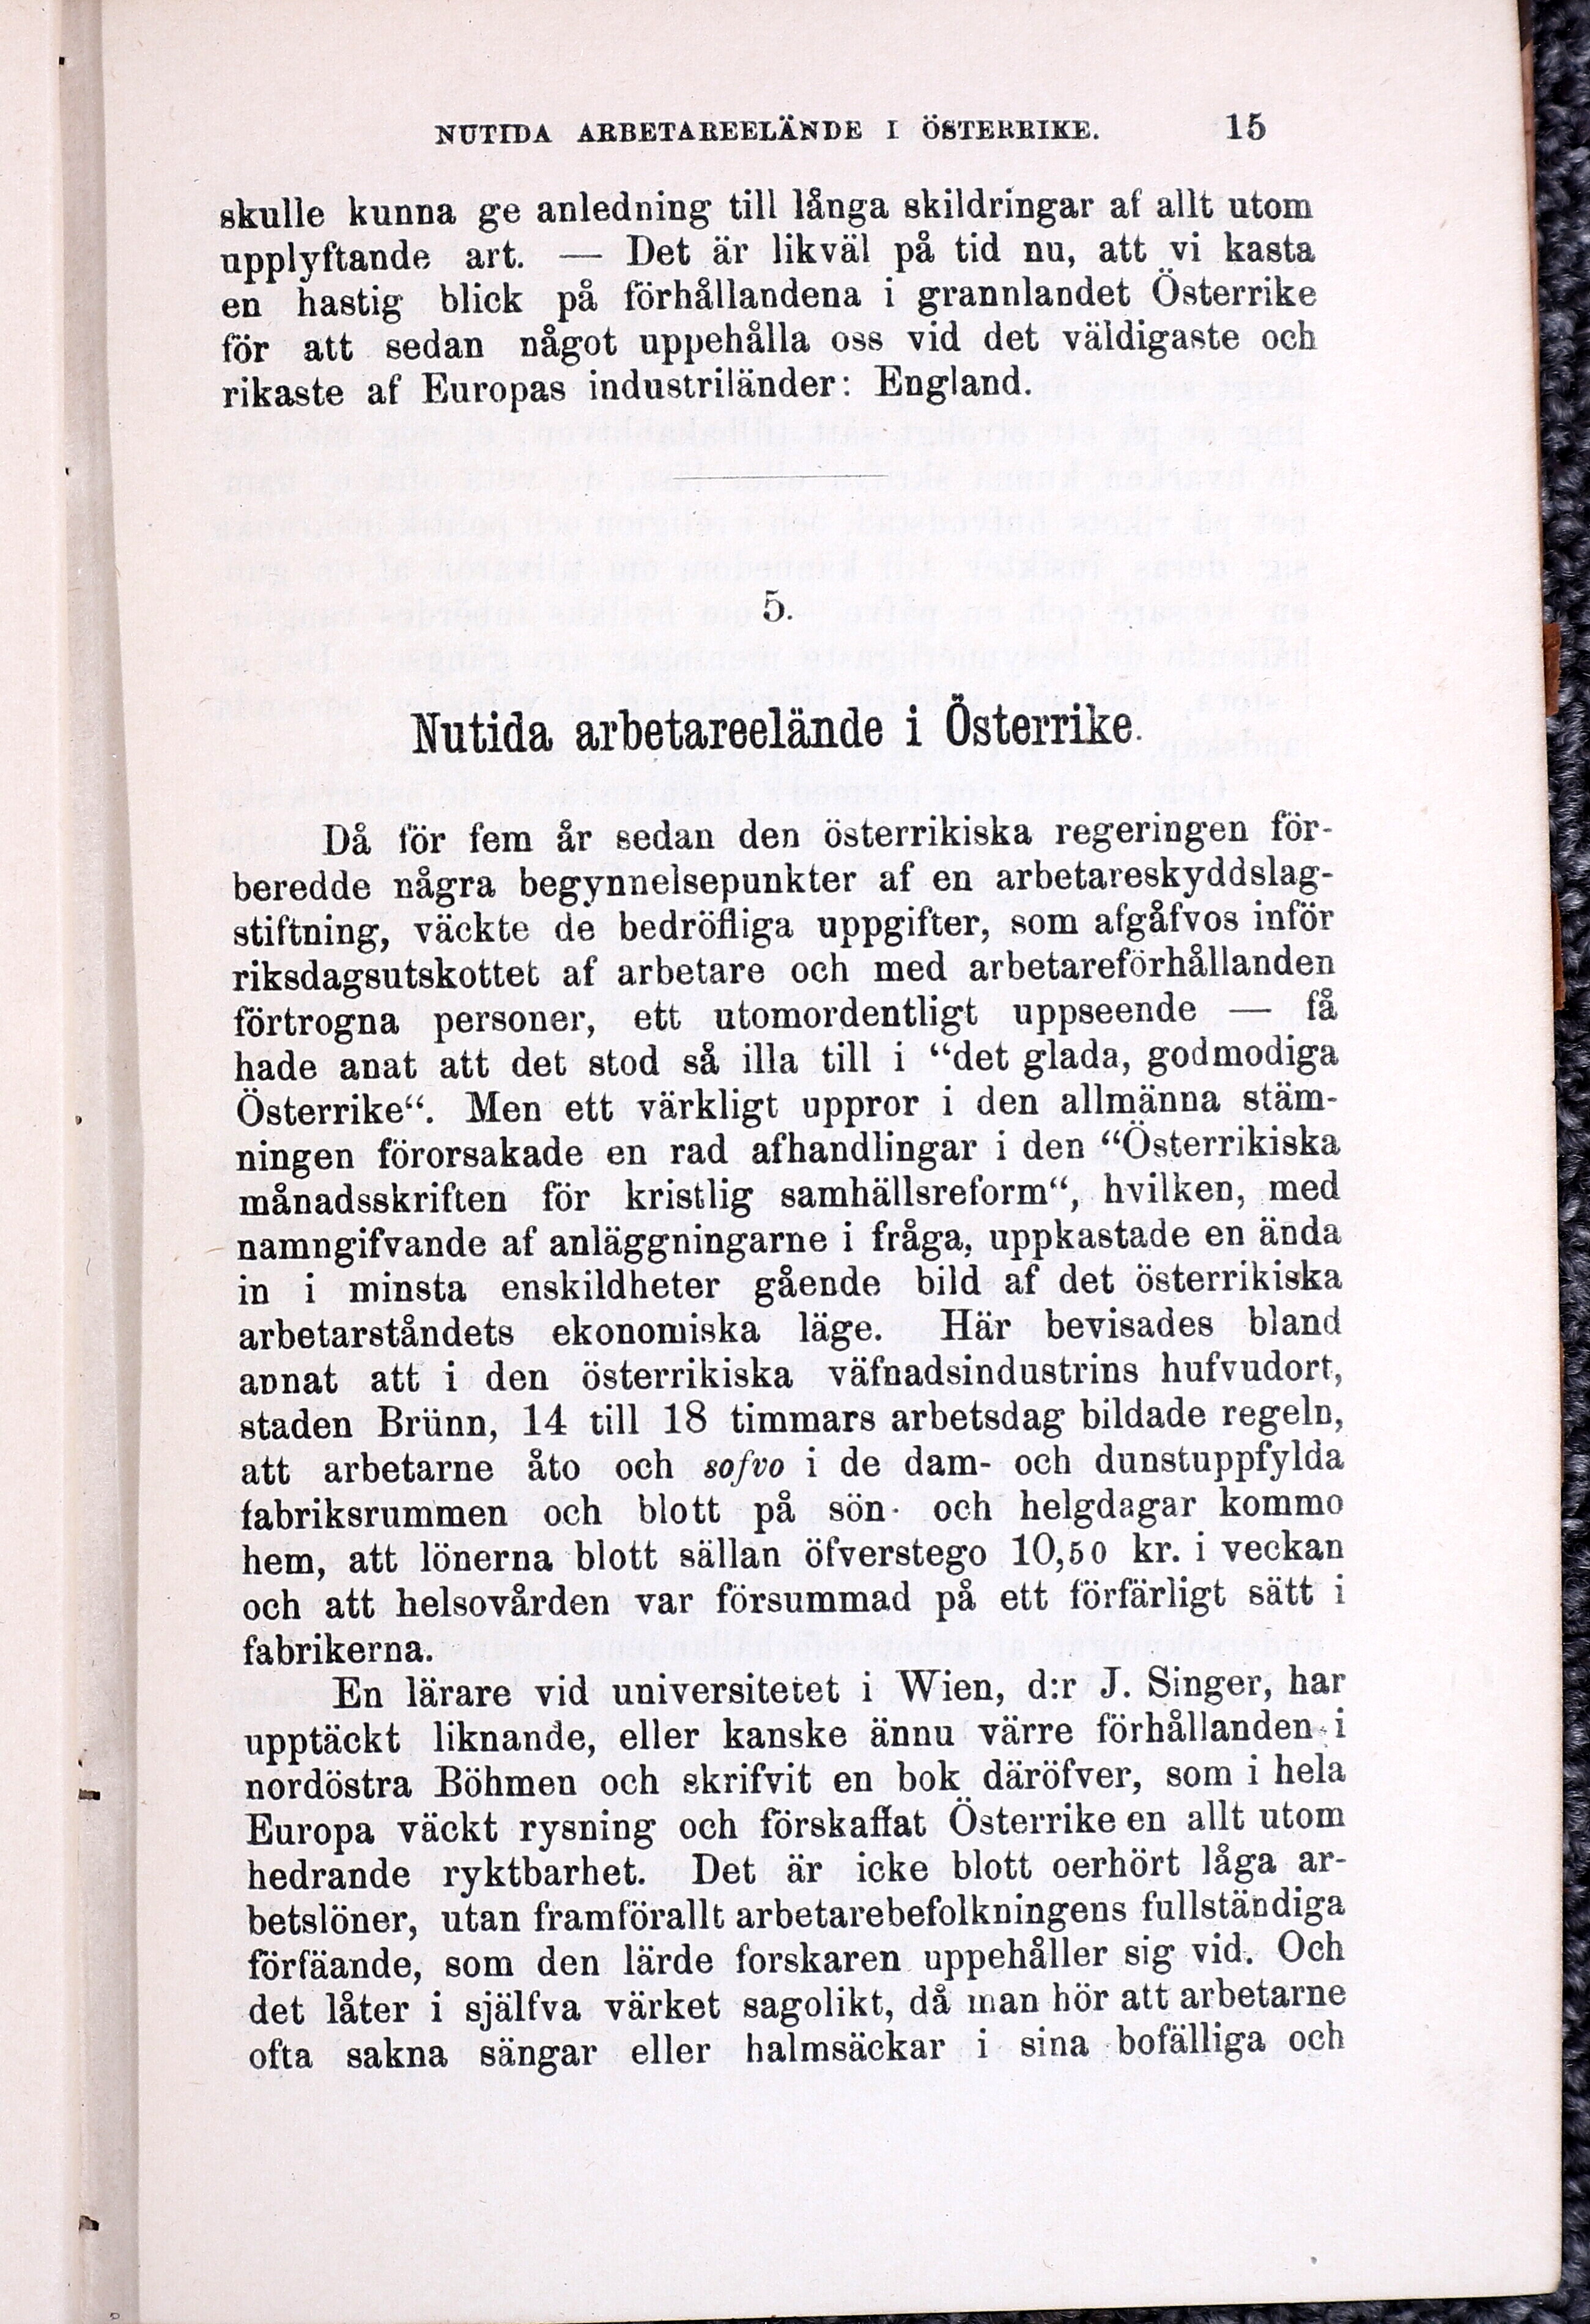 NUTIDA ARBETAREELÄNDE I ÖSTERRIKE. 15
skulle kunna ge anledning till långa skildringar af allt utom
upplyftande art. — Det är likväl på tid nu, att vi kasta
en hastig blick på förhållandena i grannlandet Österrike
för att sedan något uppehålla oss vid det väldigaste och
rikaste af Europas industriländer: England.
5.
Nutida arbetareelände i Österrike.
Då för fem år sedan den österrikiska regeringen för-
beredde några begynnelsepunkter af en arbetareskyddslag-
stiftning, väckte de bedröfliga uppgifter, som afgåfvos inför
riksdagsutskottet af arbetare och med arbetareförhållanden
förtrogna personer, ett utomordentligt uppseende — få
hade anat att det stod så illa till i “det glada, godmodiga
Österrike“. Men ett värkligt uppror i den allmänna stäm-
ningen förorsakade en rad afhandlingar i den “Österrikiska
månadsskriften för kristlig samhällsreform“, hvilken, med
namngifvande af anläggningarne i fråga, uppkastade en ända
in i minsta enskildheter gående bild af det österrikiska
arbetarståndets ekonomiska läge. Här bevisades bland
annat att i den österrikiska väfnadsindustrins hufvudort,
staden Brünn, 14 till 18 timmars arbetsdag bildade regeln,
att arbetarne åto och sofvo i de dam- och dunstuppfylda
fabriksrummen och blott på sön- och helgdagar kommo
hem, att lönerna blott sällan öfverstego 10,50 kr. i veckan
och att helsovården var försummad på ett förfärligt sätt i
fabrikerna.
En lärare vid universitetet i Wien, d:r J. Singer, har
upptäckt liknande, eller kanske ännu värre förhållanden i
nordöstra Böhmen och skrifvit en bok däröfver, som i hela
Europa väckt rysning och förskaffat Österrike en allt utom
hedrande ryktbarhet. Det är icke blott oerhört låga ar-
betslöner, utan framförallt arbetarebefolkningens fullständiga
förfäande, som den lärde forskaren uppehåller sig vid. Och
det låter i själfva värket sagolikt, då man hör att arbetarne
ofta sakna sängar eller halmsäckar i sina bofälliga och